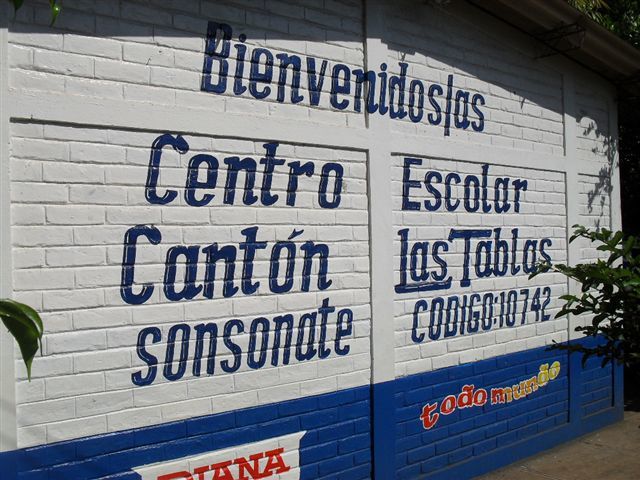 Bienvenidos/as
Centro Escolar
Cantón las Tablas
sonsonate CODIGO:10742
todo mundo
DIANA